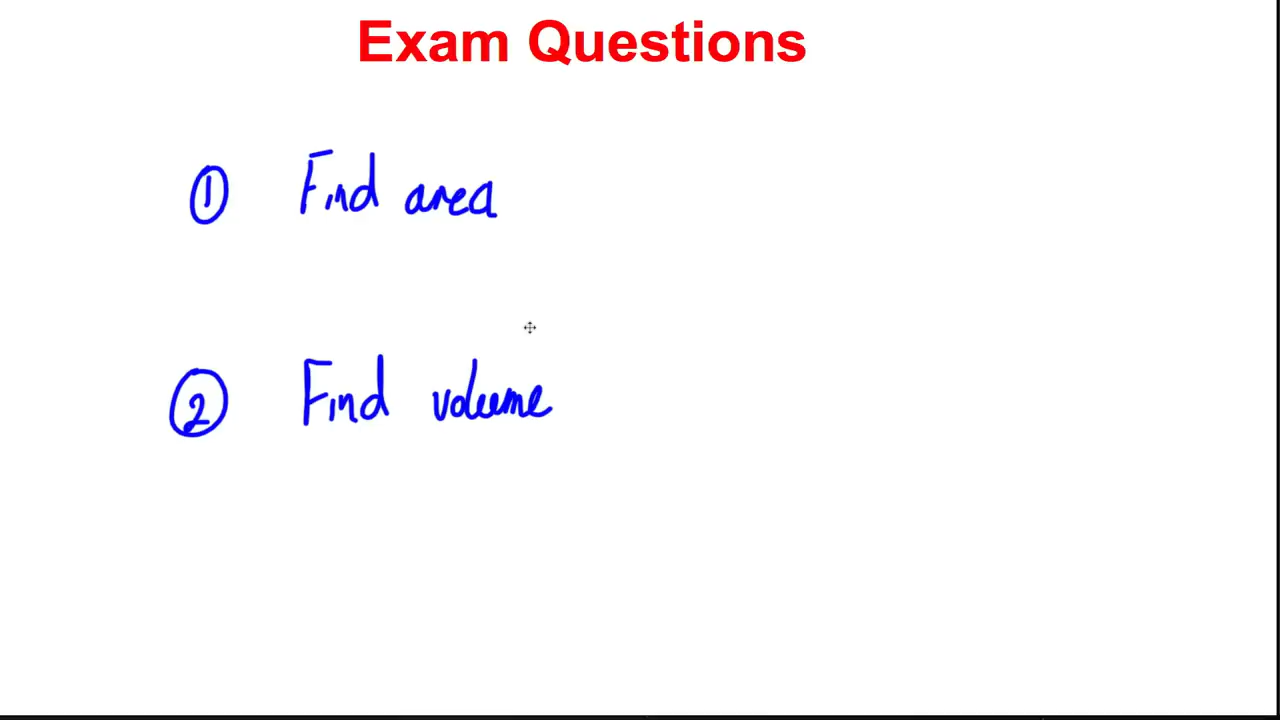 Exam Questions
① Find area
② Find volume